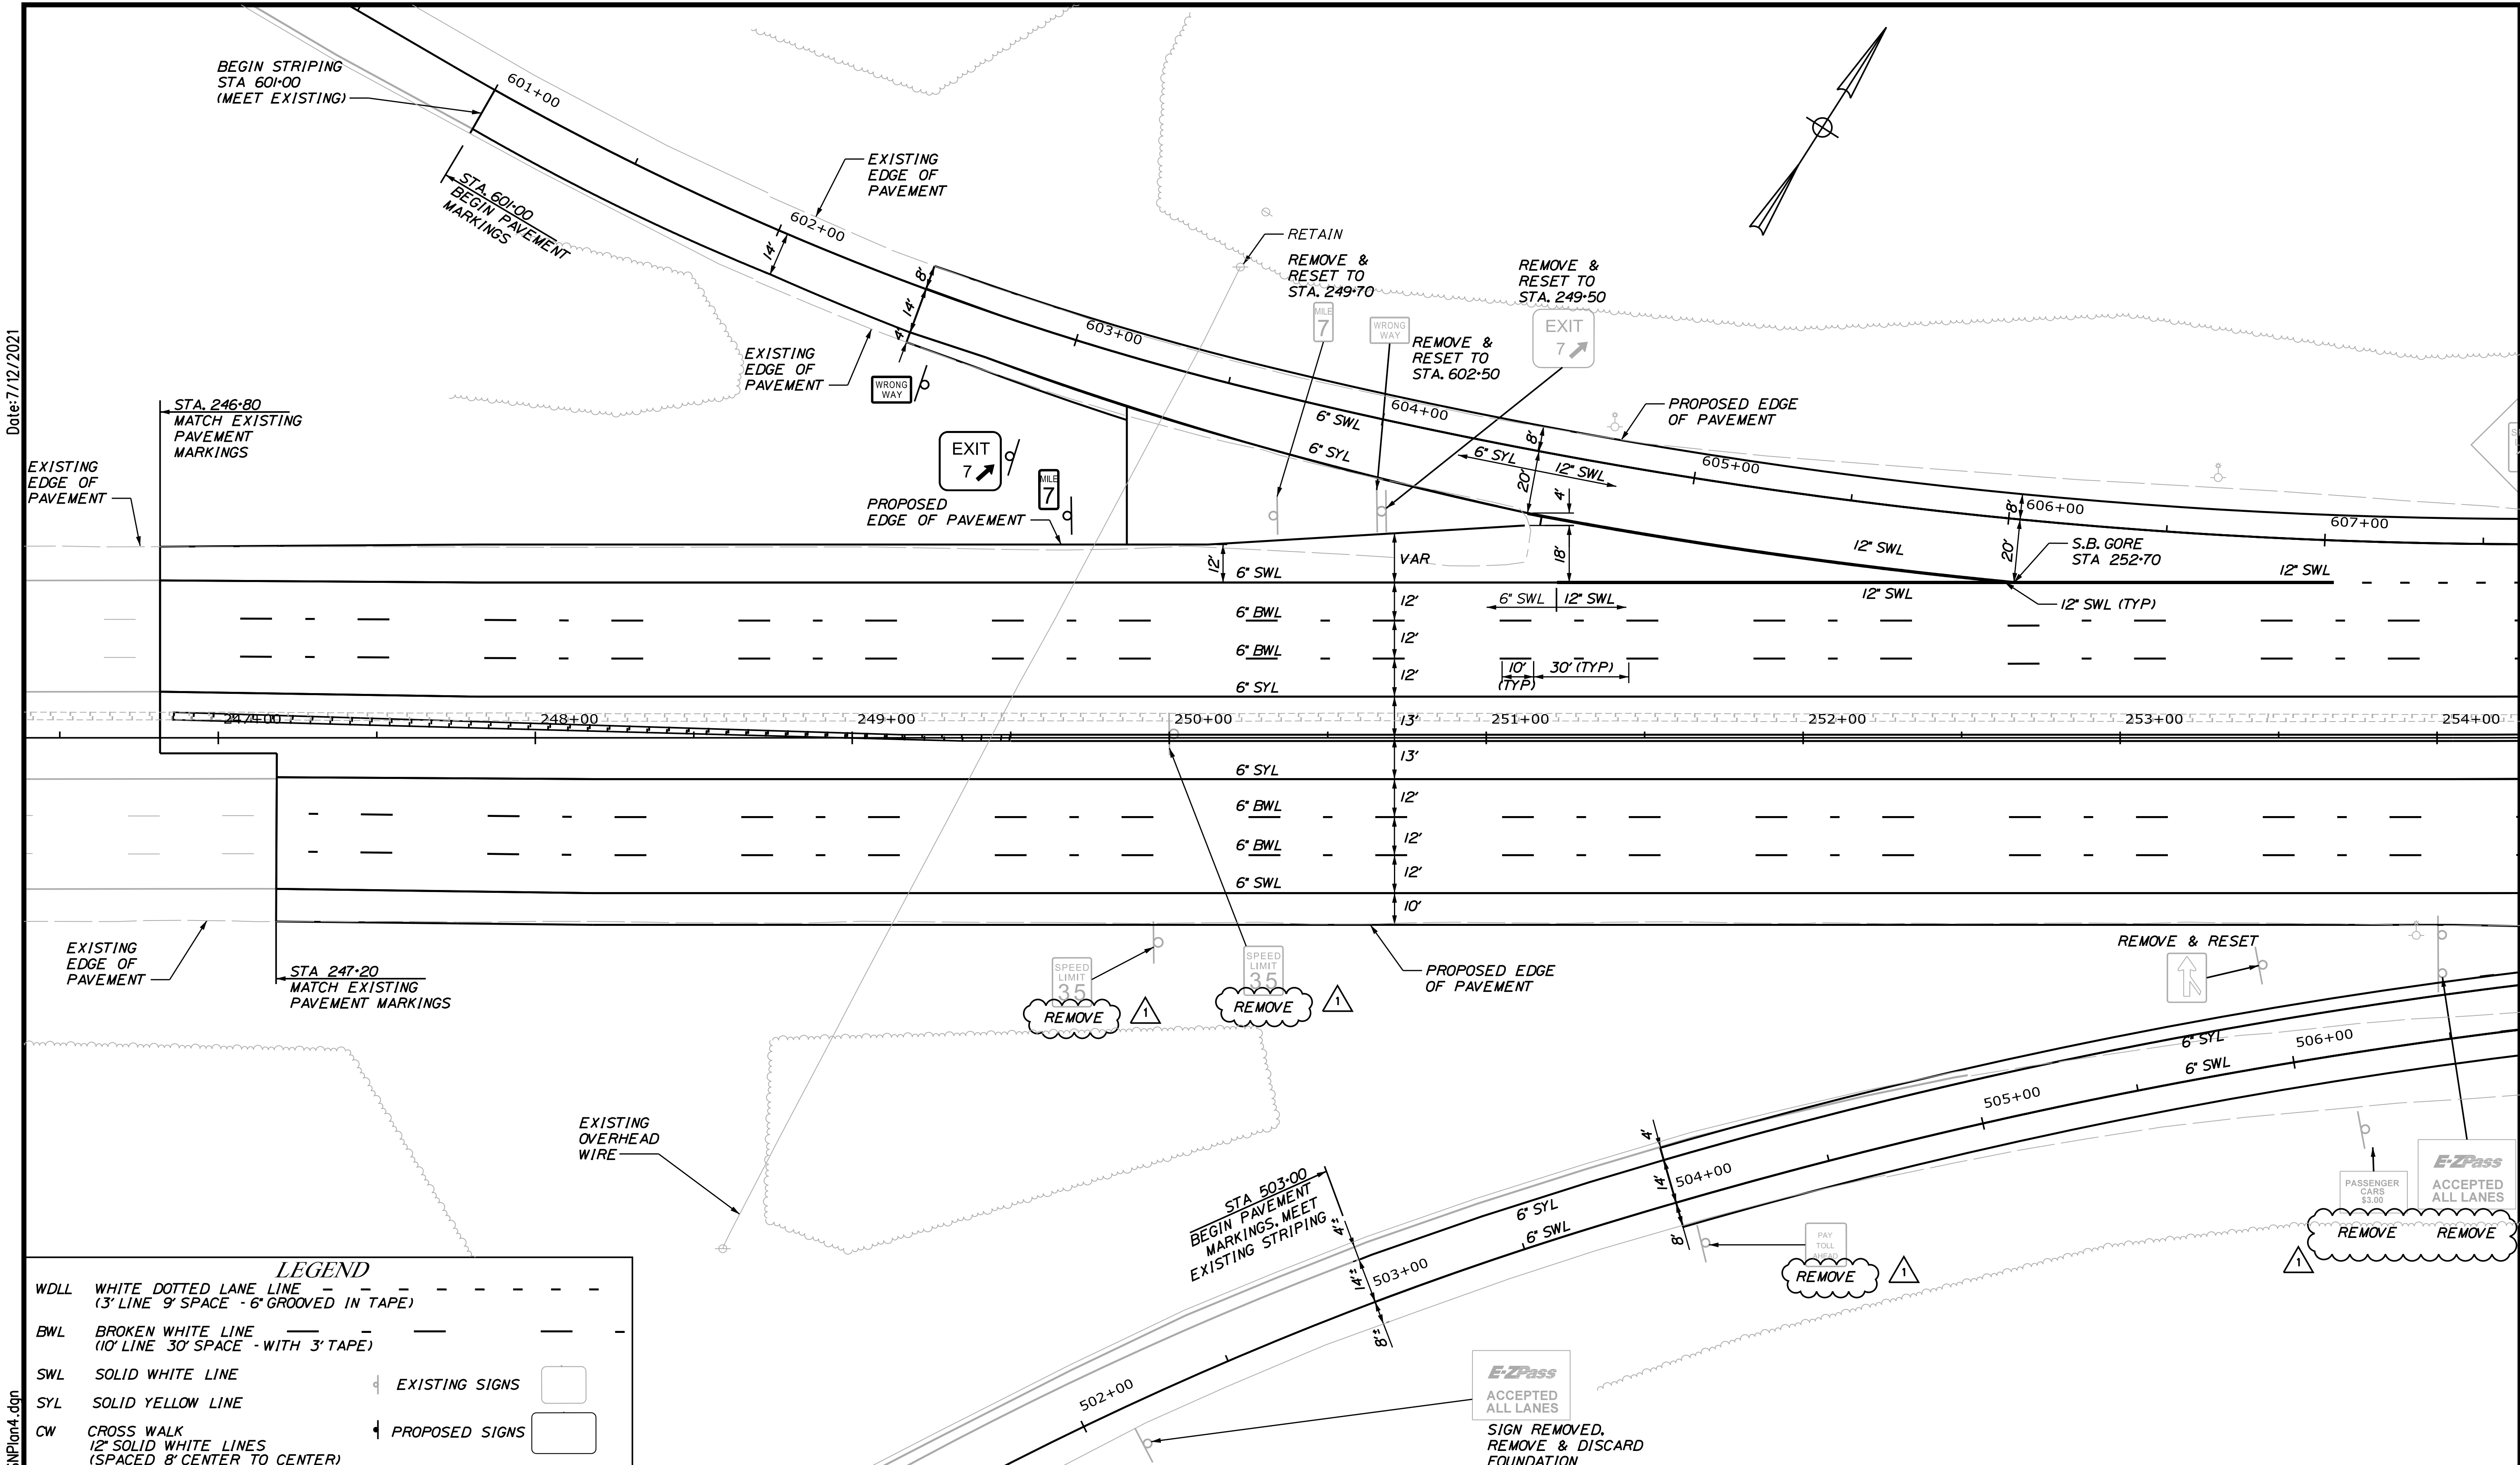 Date:7/12/2021
SNPlan4.dgn
BEGIN STRIPING
STA 601+00
(MEET EXISTING)
601+00
STA. 601+00
BEGIN PAVEMENT
MARKINGS
EXISTING
EDGE OF
PAVEMENT
602+00
14'
8'
14'
4'
EXISTING
EDGE OF
PAVEMENT
WRONG
WAY
603+00
RETAIN
REMOVE &
RESET TO
STA. 249+70
MILE
7
WRONG
WAY
REMOVE &
RESET TO
STA. 602+50
REMOVE &
RESET TO
STA. 249+50
EXIT
7
604+00
6" SWL
6" SYL
8'
6" SYL
12" SWL
20'
4'
18'
PROPOSED EDGE
OF PAVEMENT
605+00
8'
606+00
607+00
20'
S.B. GORE
STA 252+70
12" SWL
12" SWL
12" SWL
12" SWL (TYP)
STA. 246+80
MATCH EXISTING
PAVEMENT
MARKINGS
EXISTING
EDGE OF
PAVEMENT
EXIT
7
MILE
7
PROPOSED
EDGE OF PAVEMENT
12'
VAR
6" SWL
6" SWL
12" SWL
12'
6" BWL
12'
6" BWL
12'
10'
(TYP)
30' (TYP)
6" SYL
247+00
248+00
249+00
250+00
13'
251+00
252+00
253+00
254+00
13'
6" SYL
12'
6" BWL
12'
6" BWL
12'
6" SWL
10'
EXISTING
EDGE OF
PAVEMENT
STA 247+20
MATCH EXISTING
PAVEMENT MARKINGS
SPEED
LIMIT
35
REMOVE
1
SPEED
LIMIT
35
REMOVE
1
PROPOSED EDGE
OF PAVEMENT
REMOVE & RESET
EXISTING
OVERHEAD
WIRE
STA 503+00
BEGIN PAVEMENT
MARKINGS, MEET
EXISTING STRIPING
4'±
14'±
8'±
502+00
503+00
6" SYL
6" SWL
4'
14'
8'
504+00
505+00
6" SYL
6" SWL
506+00
PAY
TOLL
AHEAD
REMOVE
1
PASSENGER
CARS
$3.00
REMOVE
E-ZPass
ACCEPTED
ALL LANES
REMOVE
1
E-ZPass
ACCEPTED
ALL LANES
SIGN REMOVED,
REMOVE & DISCARD
FOUNDATION
LEGEND
WDLL WHITE DOTTED LANE LINE
(3' LINE 9' SPACE - 6" GROOVED IN TAPE)
BWL BROKEN WHITE LINE
(10' LINE 30' SPACE - WITH 3' TAPE)
SWL SOLID WHITE LINE
EXISTING SIGNS
SYL SOLID YELLOW LINE
CW CROSS WALK
PROPOSED SIGNS
12" SOLID WHITE LINES
(SPACED 8' CENTER TO CENTER)